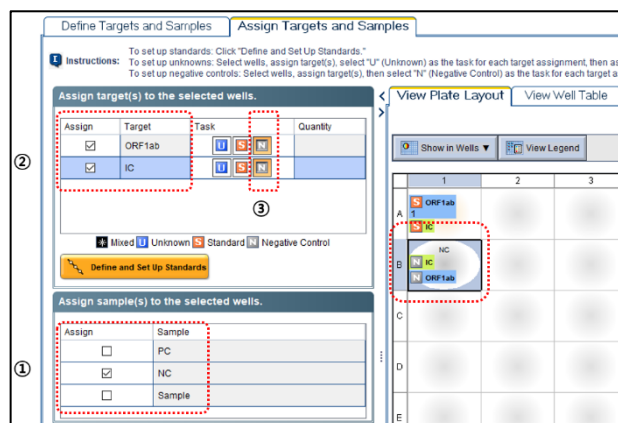 Define Targets and Samples
Assign Targets and Samples
Instructions:
To set up standards: Click "Define and Set Up Standards."
To set up unknowns: Select wells, assign target(s), select "U" (Unknown) as the task for each target assignment, then as
To set up negative controls: Select wells, assign target(s), then select "N" (Negative Control) as the task for each target a
Assign target(s) to the selected wells.
Assign Target Task Quantity
ORF1ab U S N
② IC U S N
③
Mixed U Unknown S Standard N Negative Control
Define and Set Up Standards
Assign sample(s) to the selected wells.
Assign Sample
PC
① NC
Sample
View Plate Layout
View Well Table
Show in Wells ▼
View Legend
1 2 3
A S ORF1ab
1
S IC
B NC
N IC
N ORF1ab
C
D
E